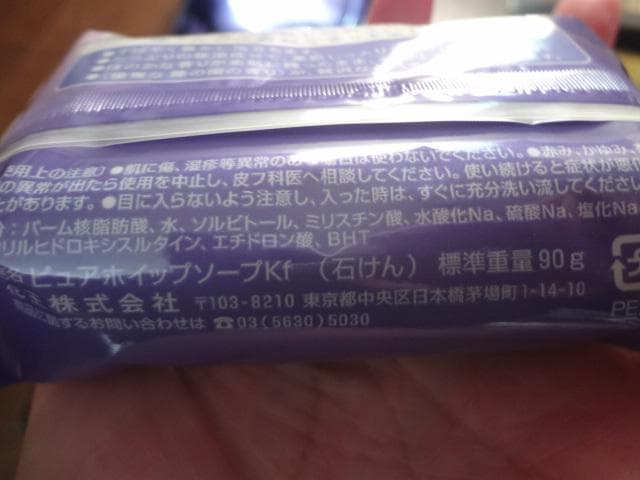 用上の注意）●肌に傷、湿疹等異常のある時は使わないでください。●赤み、かゆみ
の異常が出たら使用を中止し、皮フ科医へ相談してください。使い続けると症状が悪
とがあります。●目に入らないよう注意し、入った時は、すぐに充分洗い流してくださ
：パーム核脂肪酸、水、ソルビトール、ミリスチン酸、水酸化Na、硫酸Na、塩化Na
リルヒドロキシスルタイン、エチドロン酸、BHT
ピュアホイップソープKf （石けん） 標準重量90g
株式会社 〒103-8210 東京都中央区日本橋茅場町1-14-10
に関するお問い合わせは ☎03(5630)5030
PE